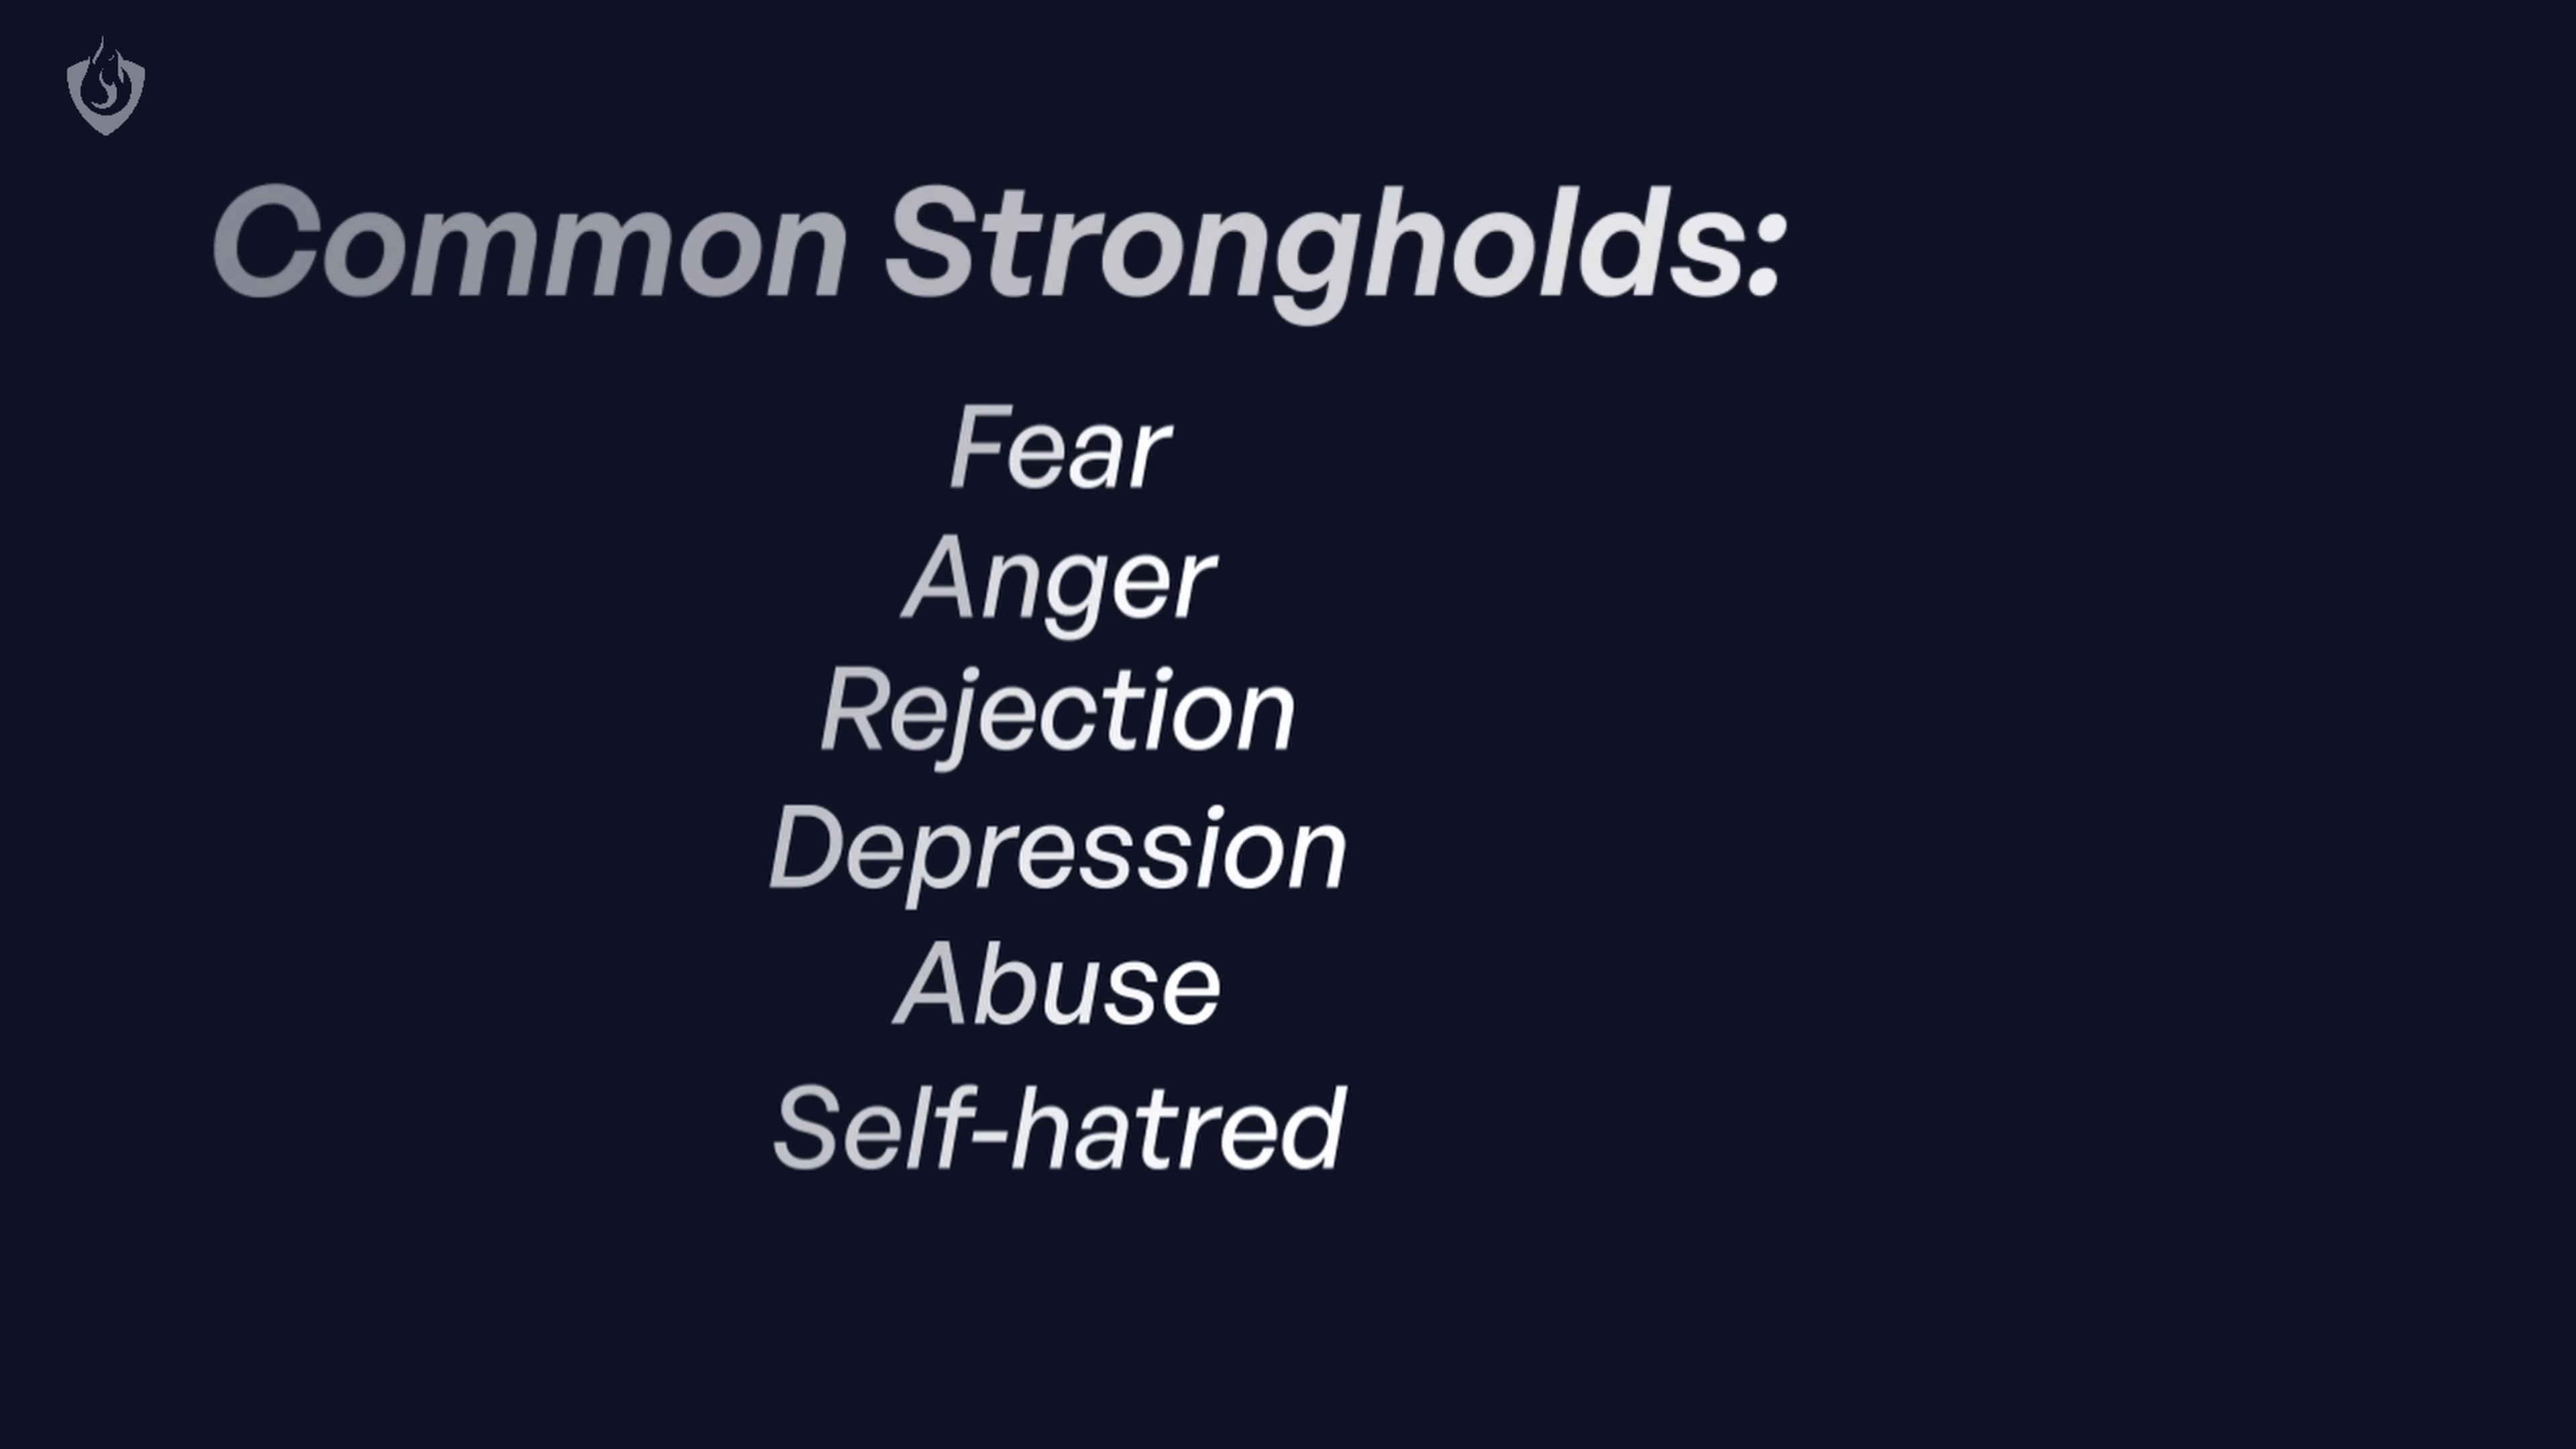 Common Strongholds:
Fear
Anger
Rejection
Depression
Abuse
Self-hatred